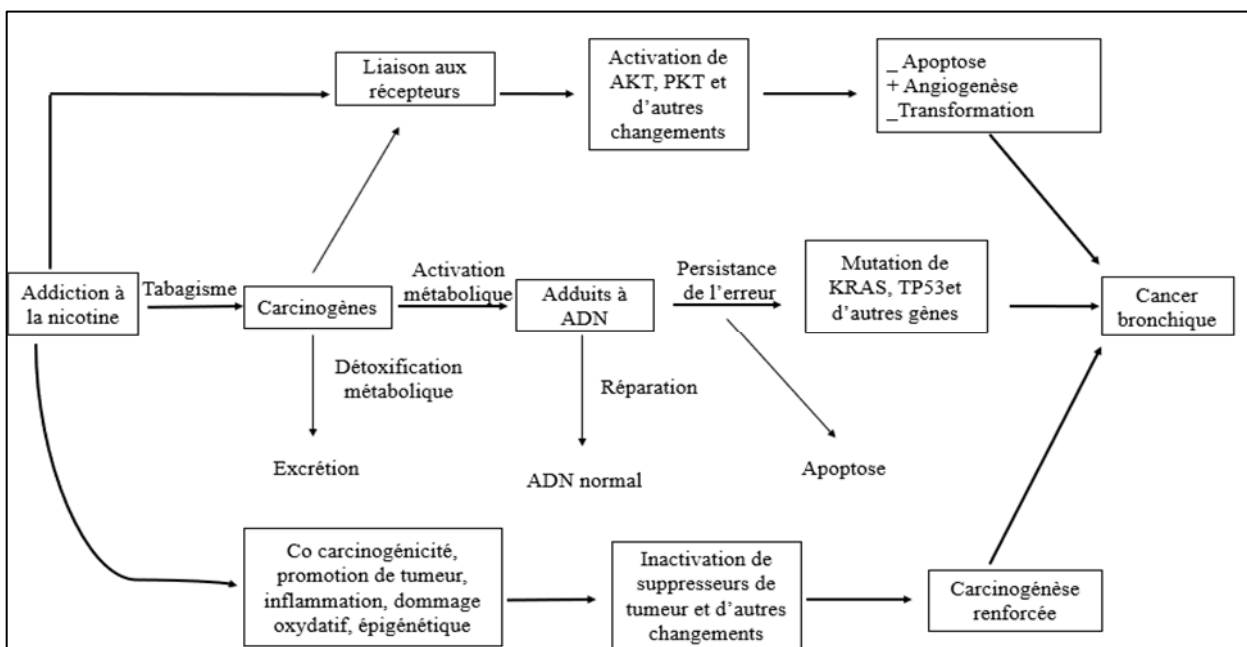 Liaison aux
récepteurs
Activation de
AKT, PKT et
d'autres
changements
_ Apoptose
+ Angiogenèse
_Transformation
Addiction à
la nicotine
Tabagisme
Carcinogènes
Activation
métabolique
Adduits à
ADN
Persistance
de l'erreur
Mutation de
KRAS, TP53et
d'autres gènes
Cancer
bronchique
Détoxification
métabolique
Réparation
Excrétion
ADN normal
Apoptose
Co carcinogénicité,
promotion de tumeur,
inflammation, dommage
oxydatif, épigénétique
Inactivation de
suppresseurs de
tumeur et d'autres
changements
Carcinogénèse
renforcée